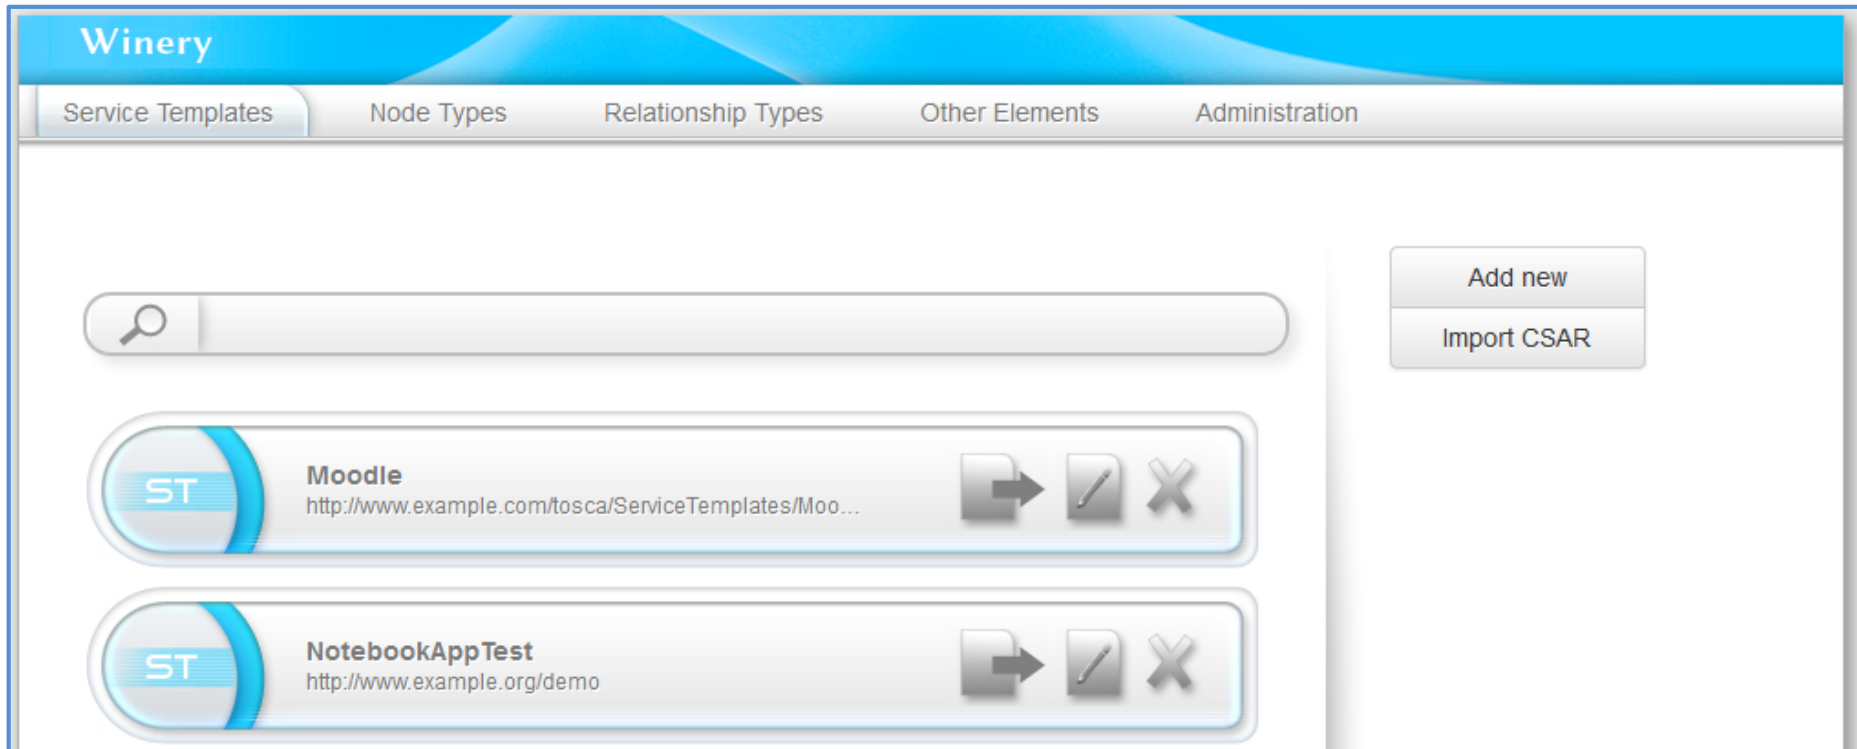 Winery
Service Templates Node Types Relationship Types Other Elements Administration
Add new
Import CSAR
ST
Moodle
http://www.example.com/tosca/ServiceTemplates/Moo...
ST
NotebookAppTest
http://www.example.org/demo